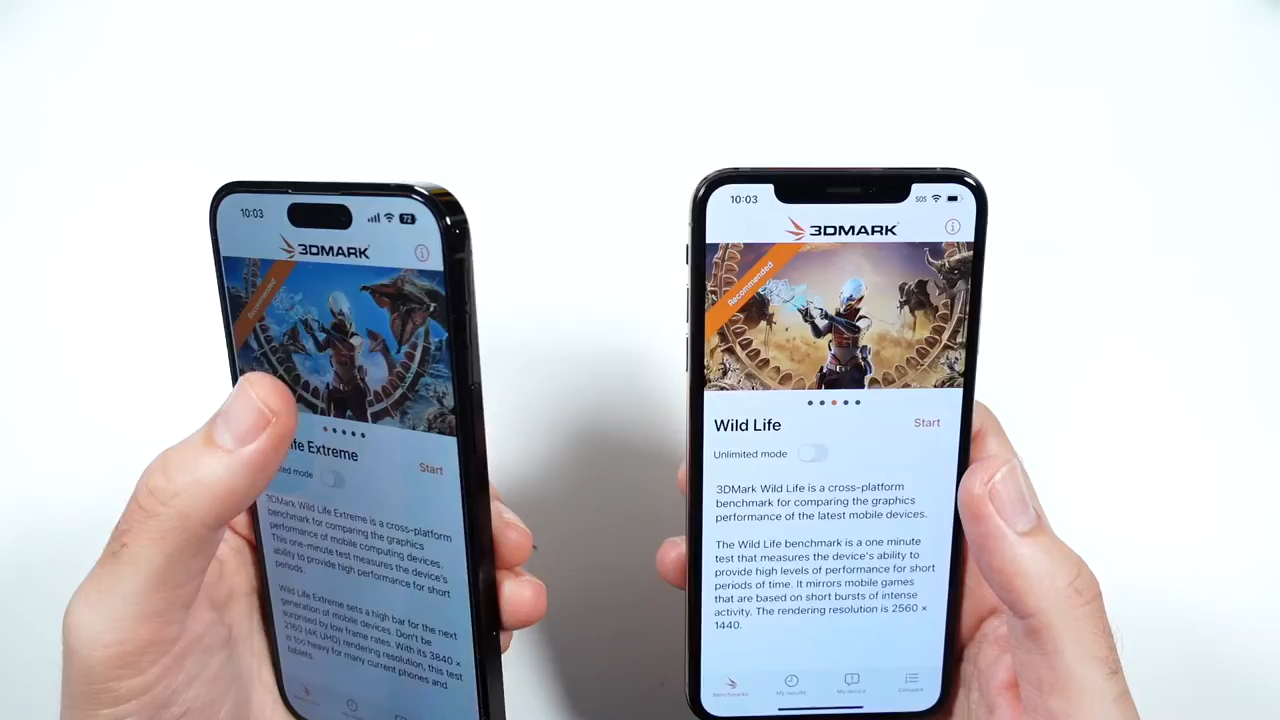 10:03
72
3DMARK
Recommended
ife Extreme
ited mode
Start
3DMark Wild Life Extreme is a cross-platform
benchmark for comparing the graphics
performance of mobile computing devices.
This one-minute test measures the device's
ability to provide high performance for short
periods.
Wild Life Extreme sets a high bar for the next
generation of mobile devices. Don't be
surprised by low frame rates. With its 3840 ×
2160 (4K UHD) rendering resolution, this test
is too heavy for many current phones and
tablets.
10:03
SOS
3DMARK
Recommended
Wild Life
Start
Unlimited mode
3DMark Wild Life is a cross-platform
benchmark for comparing the graphics
performance of the latest mobile devices.
The Wild Life benchmark is a one minute
test that measures the device's ability to
provide high levels of performance for short
periods of time. It mirrors mobile games
that are based on short bursts of intense
activity. The rendering resolution is 2560 ×
1440.
Benchmarks
My results
My device
Compare